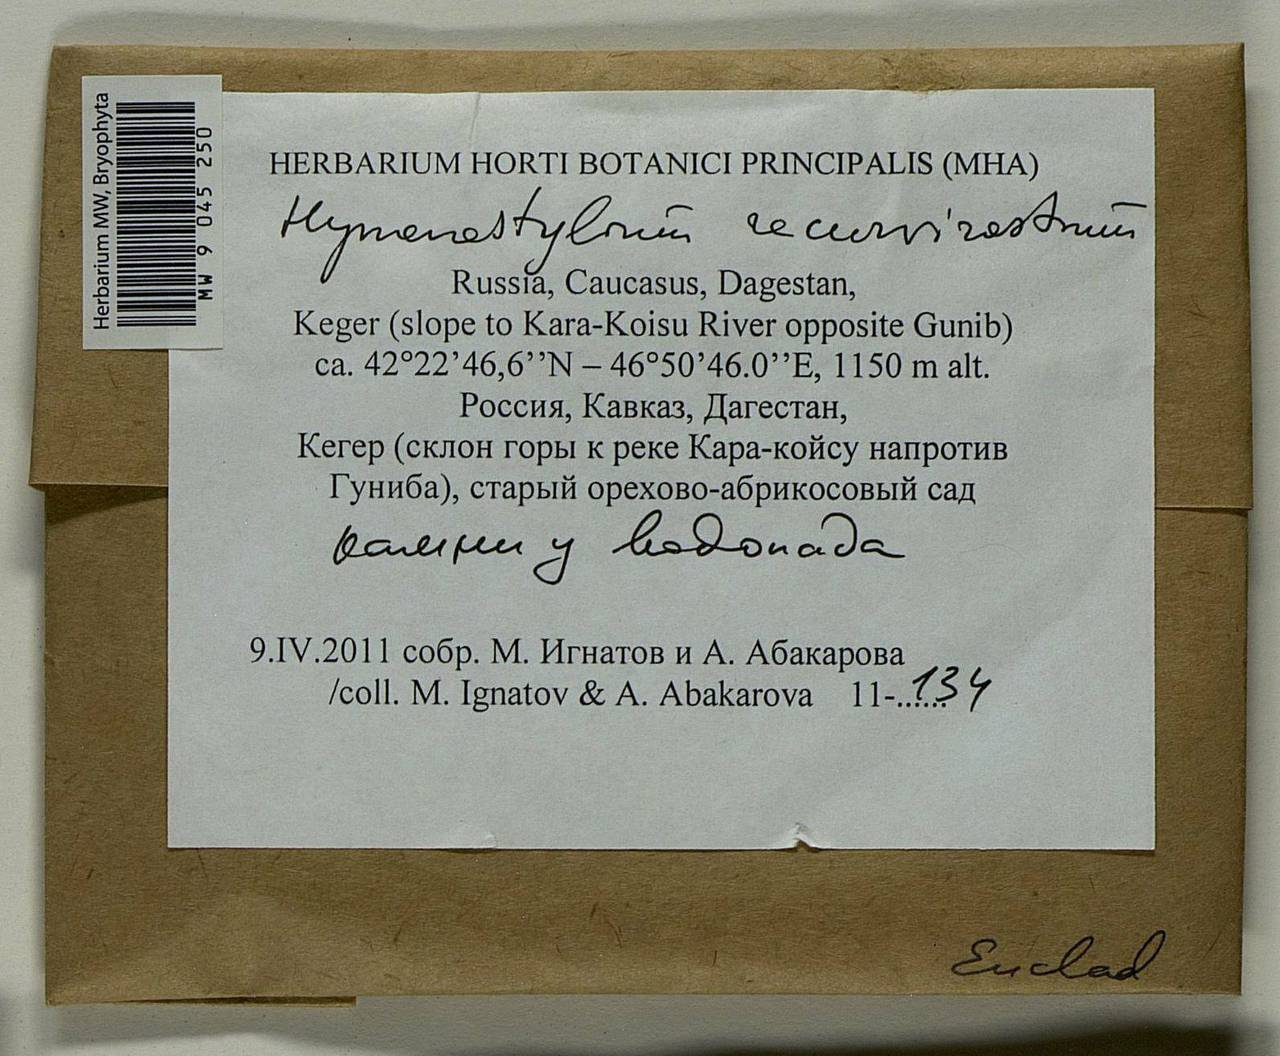 Herbarium MW, Bryophyta
MW 9 045 250
HERBARIUM HORTI BOTANICI PRINCIPALIS (MHA)
Hymenostylium recurvirostrum
Russia, Caucasus, Dagestan,
Keger (slope to Kara-Koisu River opposite Gunib)
ca. 42°22’46,6’’N – 46°50’46.0’’E, 1150 m alt.
Россия, Кавказ, Дагестан,
Кегер (склон горы к реке Кара-койсу напротив
Гуниба), старый орехово-абрикосовый сад
камни у водопада
9.IV.2011 собр. М. Игнатов и А. Абакарова
/coll. M. Ignatov & A. Abakarova 11-......134